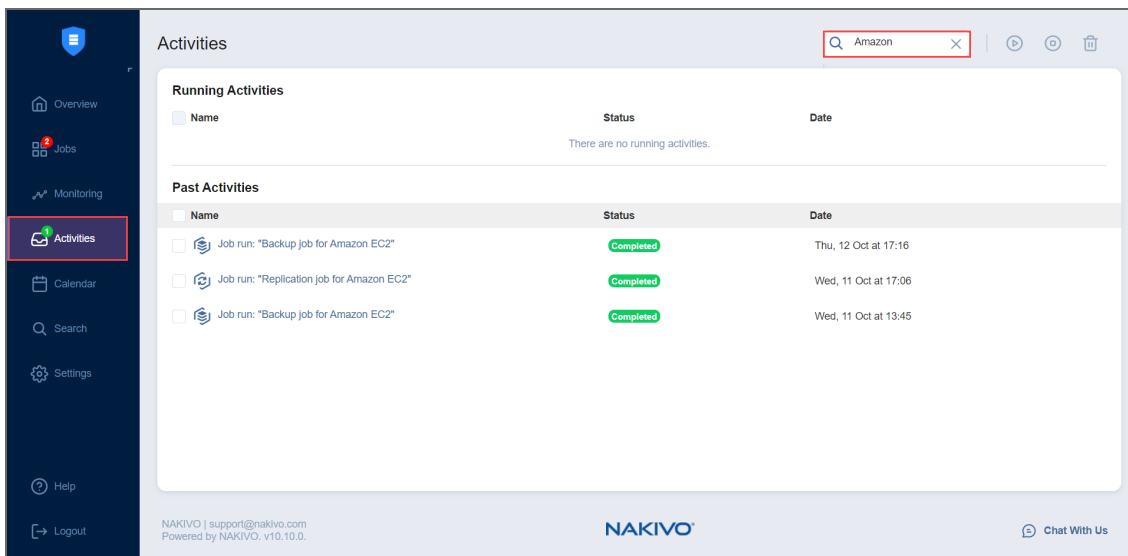 Activities
Amazon
Overview
2
Jobs
Monitoring
1
Activities
Calendar
Search
Settings
Help
Logout
Running Activities
Name Status Date
There are no running activities.
Past Activities
Name Status Date
Job run: "Backup job for Amazon EC2" Completed Thu, 12 Oct at 17:16
Job run: "Replication job for Amazon EC2" Completed Wed, 11 Oct at 17:06
Job run: "Backup job for Amazon EC2" Completed Wed, 11 Oct at 13:45
NAKIVO | support@nakivo.com
Powered by NAKIVO. v10.10.0.
NAKIVO®
Chat With Us